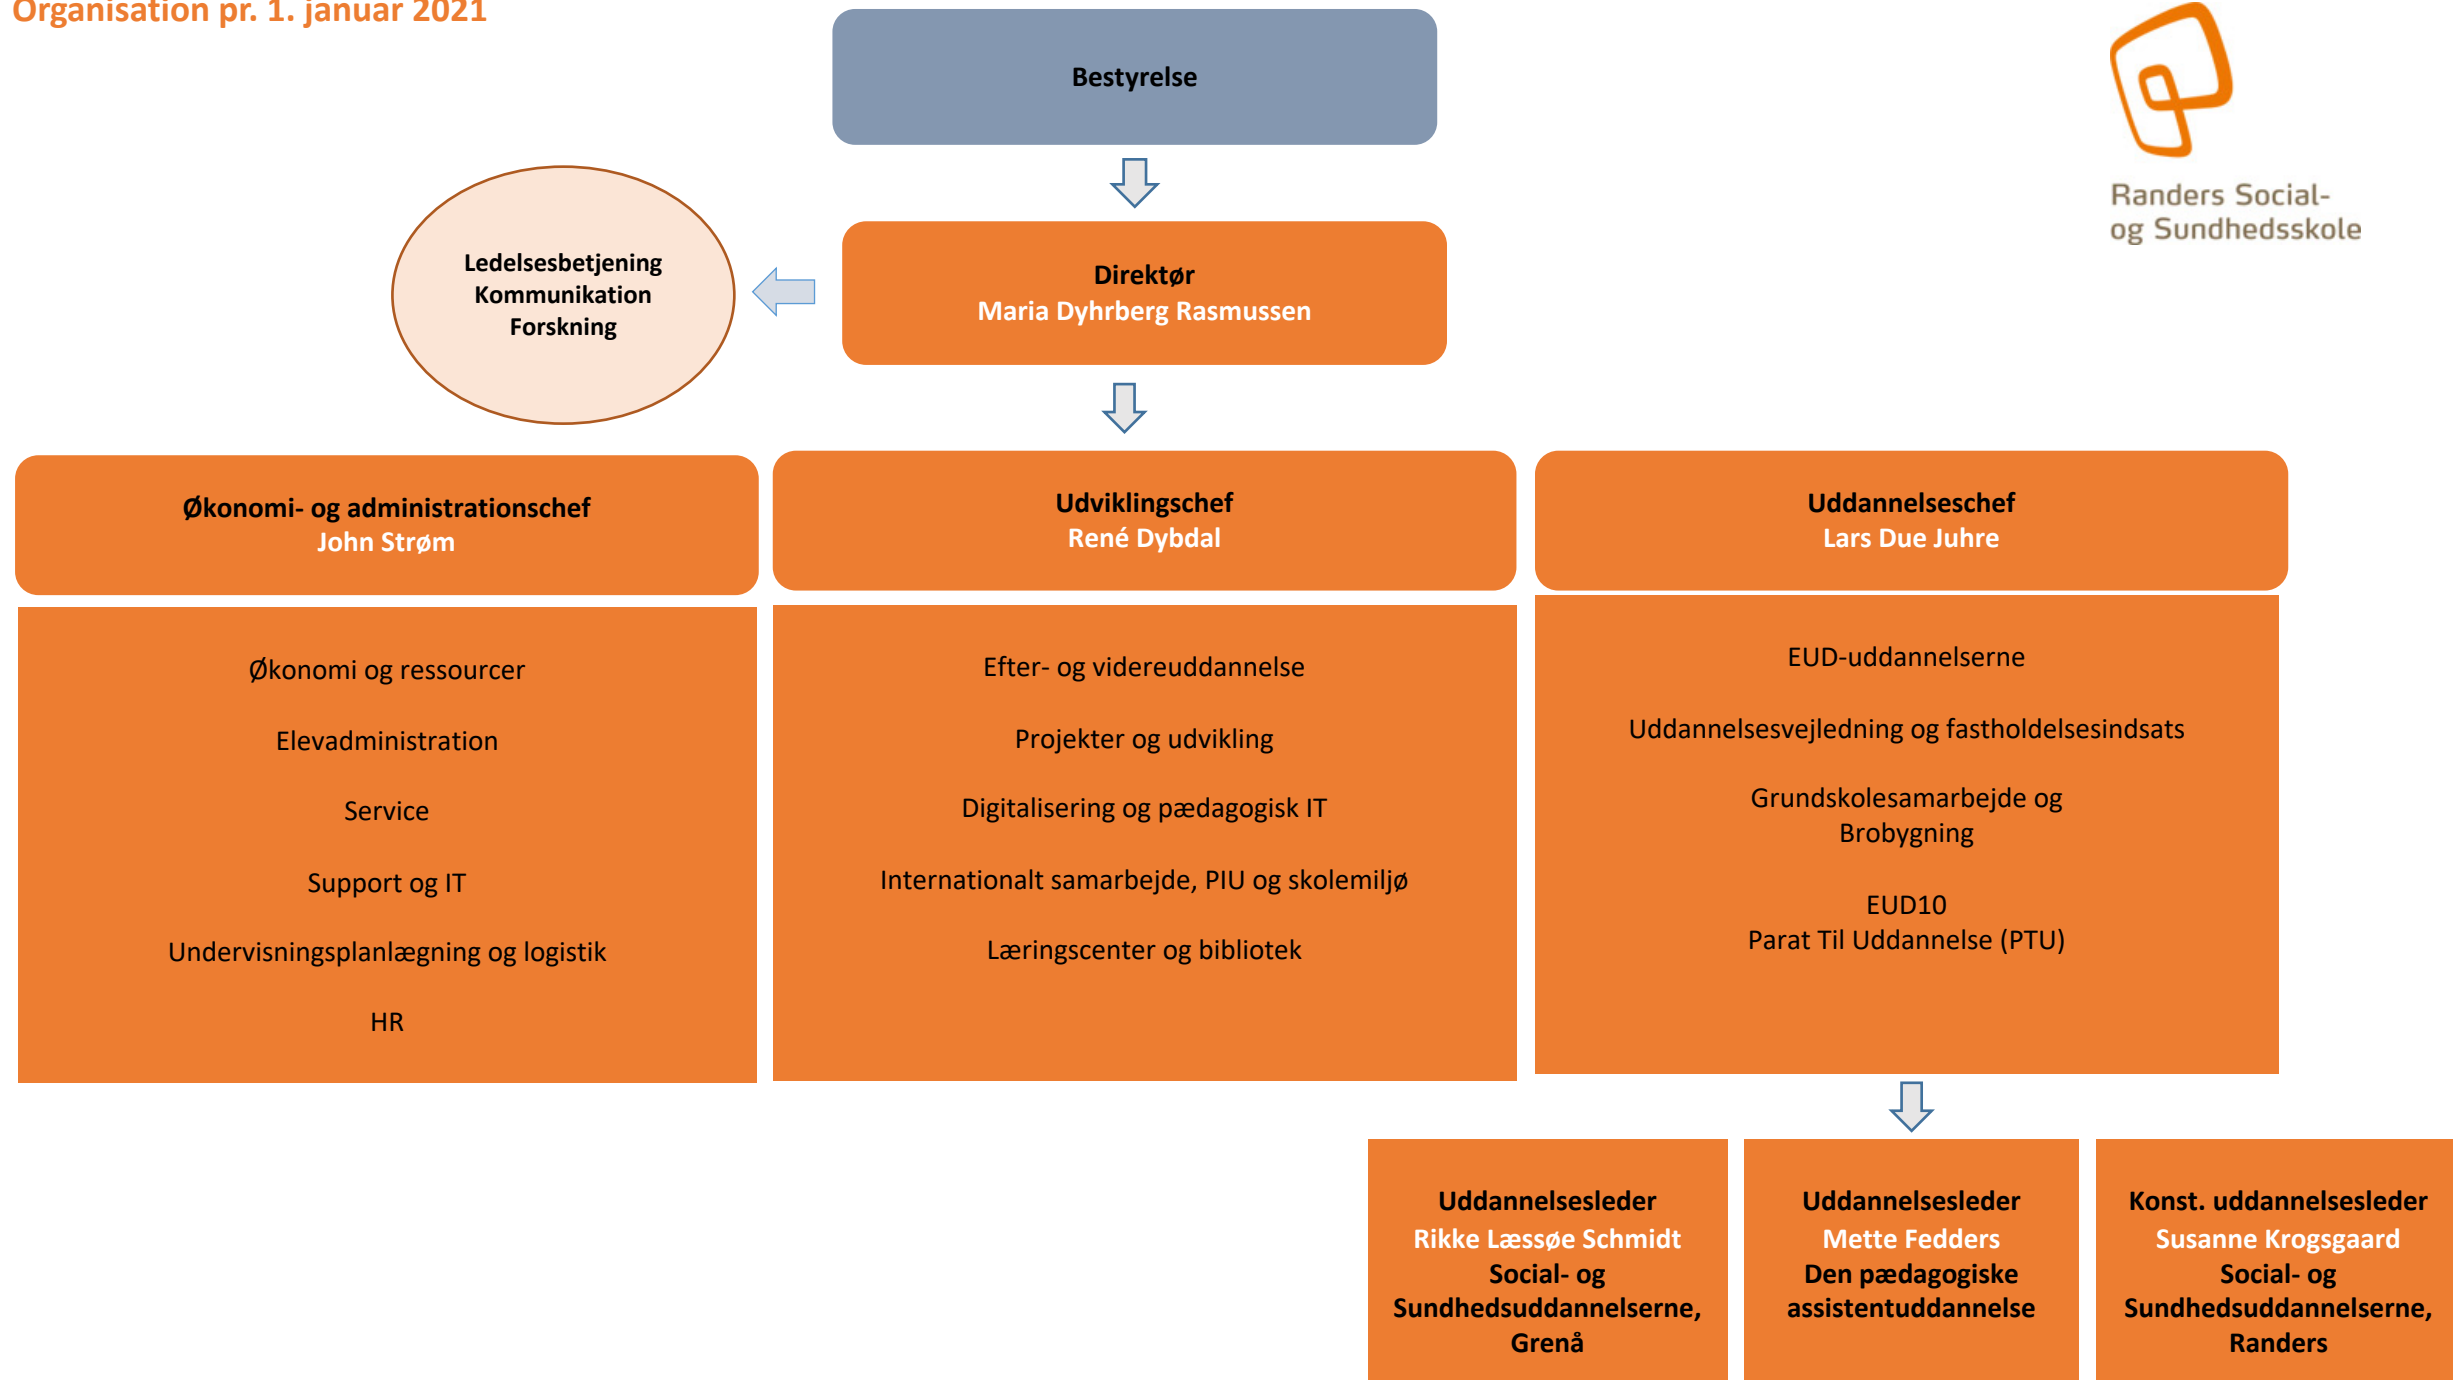 Organisation pr. 1. januar 2021
Bestyrelse
Randers Social-
og Sundhedsskole
Ledelsesbetjening
Kommunikation
Forskning
Direktør
Maria Dyhrberg Rasmussen
Økonomi- og administrationschef
John Strøm
Økonomi og ressourcer
Elevadministration
Service
Support og IT
Undervisningsplanlægning og logistik
HR
Udviklingschef
René Dybdal
Efter- og videreuddannelse
Projekter og udvikling
Digitalisering og pædagogisk IT
Internationalt samarbejde, PIU og skolemiljø
Læringscenter og bibliotek
Uddannelseschef
Lars Due Juhre
EUD-uddannelserne
Uddannelsesvejledning og fastholdelsesindsats
Grundskolesamarbejde og
Brobygning
EUD10
Parat Til Uddannelse (PTU)
Uddannelsesleder
Rikke Læssøe Schmidt
Social- og
Sundhedsuddannelserne,
Grenå
Uddannelsesleder
Mette Fedders
Den pædagogiske
assistentuddannelse
Konst. uddannelsesleder
Susanne Krogsgaard
Social- og
Sundhedsuddannelserne,
Randers